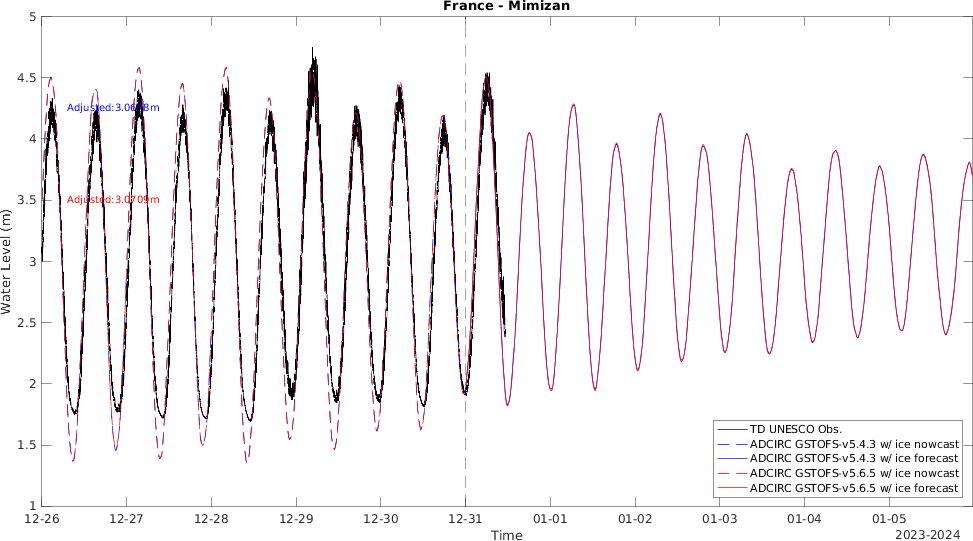 France - Mimizan
5
4.5
4
3.5
3
2.5
2
1.5
1
Water Level (m)
Adjusted:3.0709m
TD UNESCO Obs.
ADCIRC GSTOFS-v5.4.3 w/ ice nowcast
ADCIRC GSTOFS-v5.4.3 w/ ice forecast
ADCIRC GSTOFS-v5.6.5 w/ ice nowcast
ADCIRC GSTOFS-v5.6.5 w/ ice forecast
12-26 12-27 12-28 12-29 12-30 12-31 01-01 01-02 01-03 01-04 01-05
Time
2023-2024